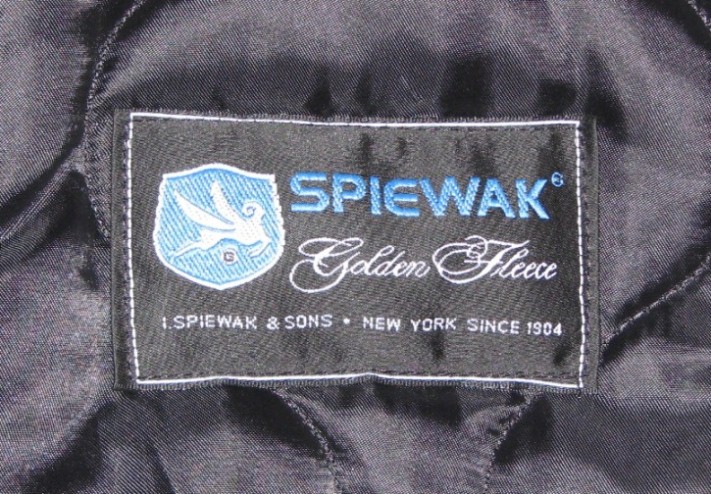 SPIEWAK®
Golden Fleece
I.SPIEWAK & SONS • NEW YORK SINCE 1904